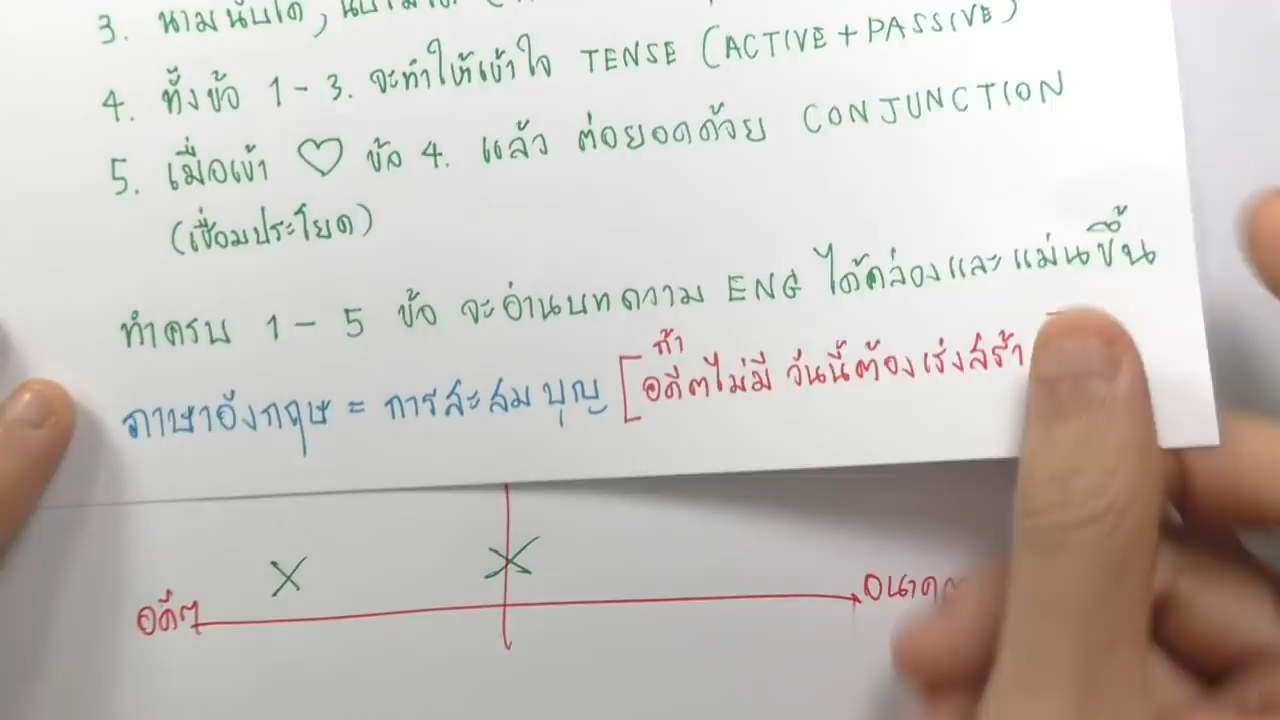 3. นามนับได้, นับไม่ได้
4. ทั้งข้อ 1 - 3. จะทำให้เข้าใจ TENSE (ACTIVE + PASSIVE)
5. เมื่อเข้า ♡ ข้อ 4. แล้ว ต่อยอดด้วย CONJUNCTION
(เชื่อมประโยค)
ทำครบ 1 - 5 ข้อ จะอ่านบทความ ENG ได้คล่องและแม่นขึ้น
ถ้า
ภาษาอังกฤษ = การสะสมบุญ [อดีตไม่มี วันนี้ต้องเร่งสร้า
อดีต
อนาคต